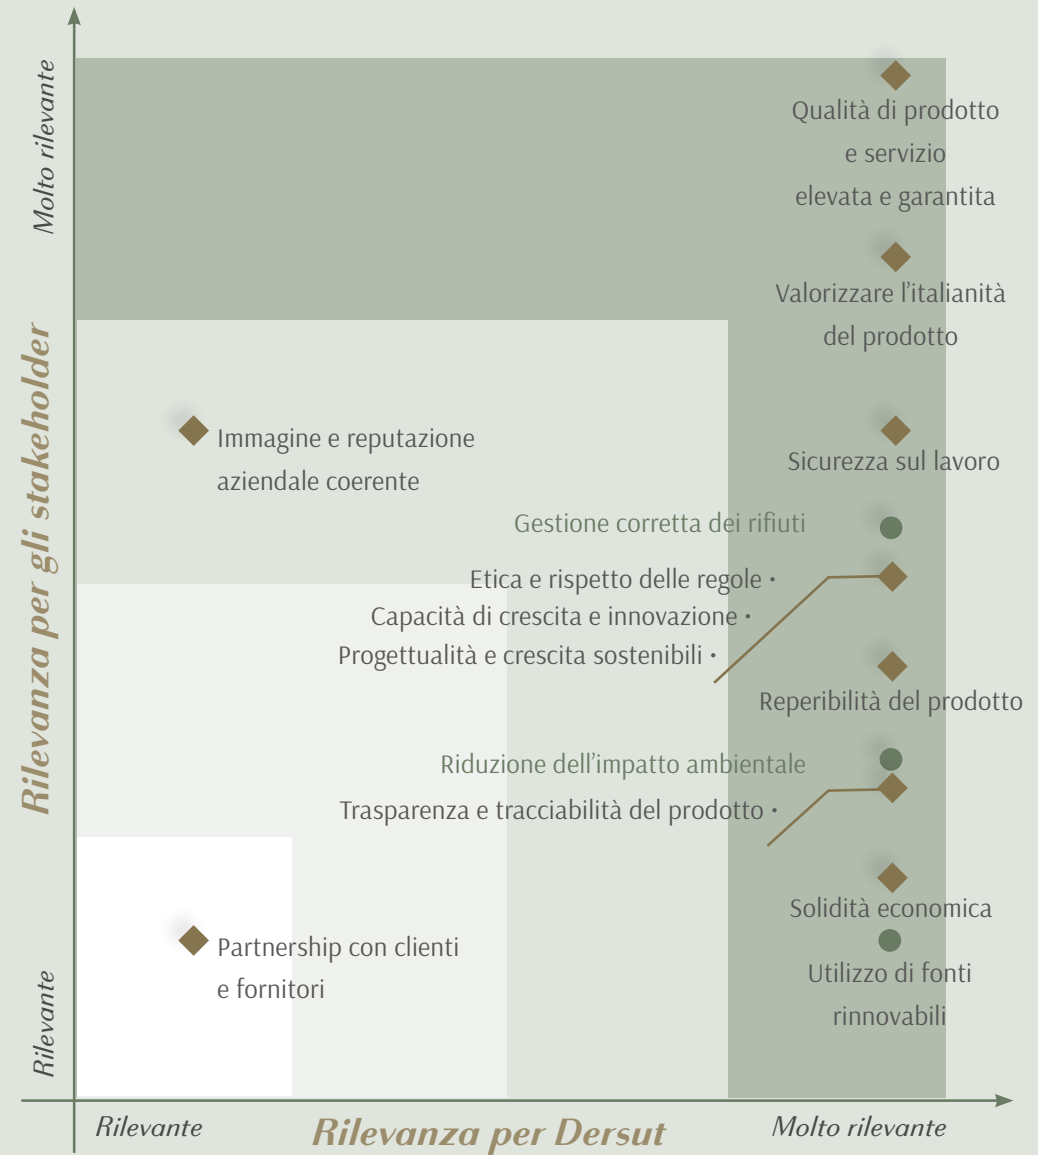 Molto rilevante
Rilevanza per gli stakeholder
Rilevante
Qualità di prodotto
e servizio
elevata e garantita
Valorizzare l'italianità
del prodotto
Immagine e reputazione
aziendale coerente
Sicurezza sul lavoro
Gestione corretta dei rifiuti
Etica e rispetto delle regole •
Capacità di crescita e innovazione •
Progettualità e crescita sostenibili •
Reperibilità del prodotto
Riduzione dell'impatto ambientale
Trasparenza e tracciabilità del prodotto •
Solidità economica
Partnership con clienti
e fornitori
Utilizzo di fonti
rinnovabili
Rilevante
Rilevanza per Dersut
Molto rilevante